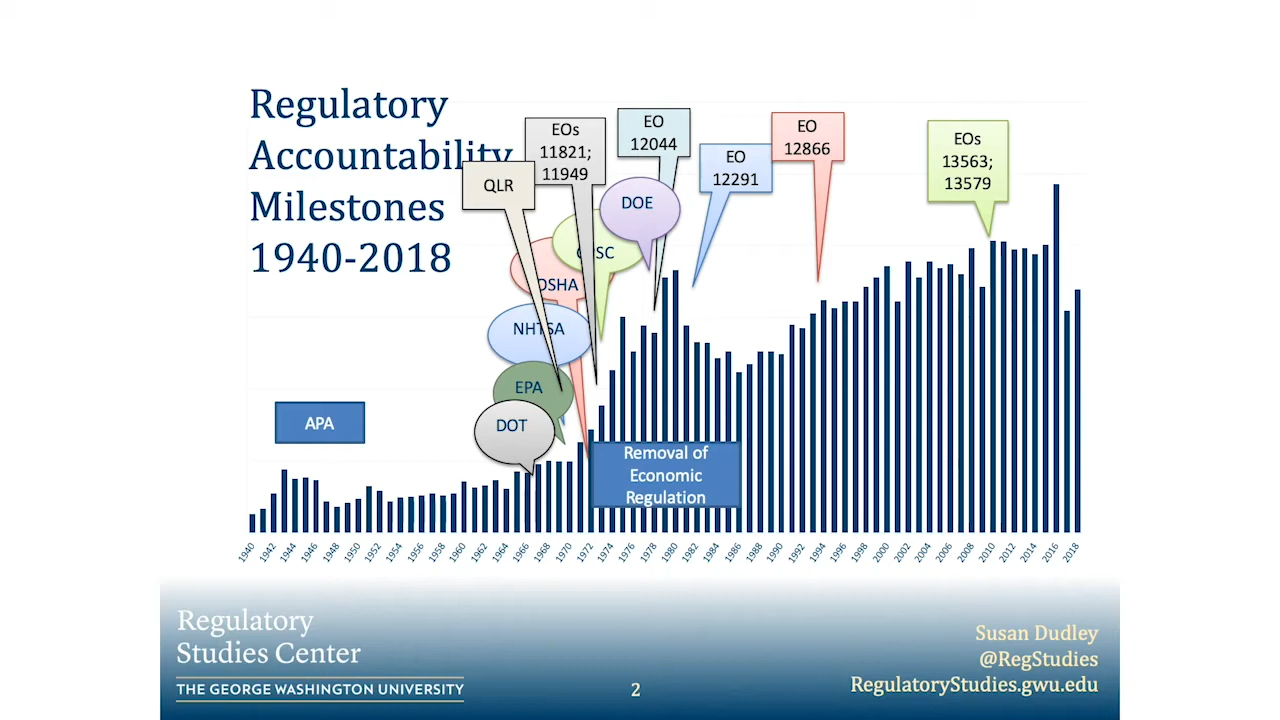 Regulatory
Accountability
Milestones
1940-2018
EOs
11821;
11949
EO
12044
EO
12291
EO
12866
EOs
13563;
13579
QLR
DOE
OSHA
NHTSA
EPA
DOT
APA
Removal of
Economic
Regulation
1940 1942 1944 1946 1948 1950 1952 1954 1956 1958 1960 1962 1964 1966 1968 1970 1972 1974 1976 1978 1980 1982 1984 1986 1988 1990 1992 1994 1996 1998 2000 2002 2004 2006 2008 2010 2012 2014 2016 2018
Regulatory
Studies Center
THE GEORGE WASHINGTON UNIVERSITY
2
Susan Dudley
@RegStudies
RegulatoryStudies.gwu.edu